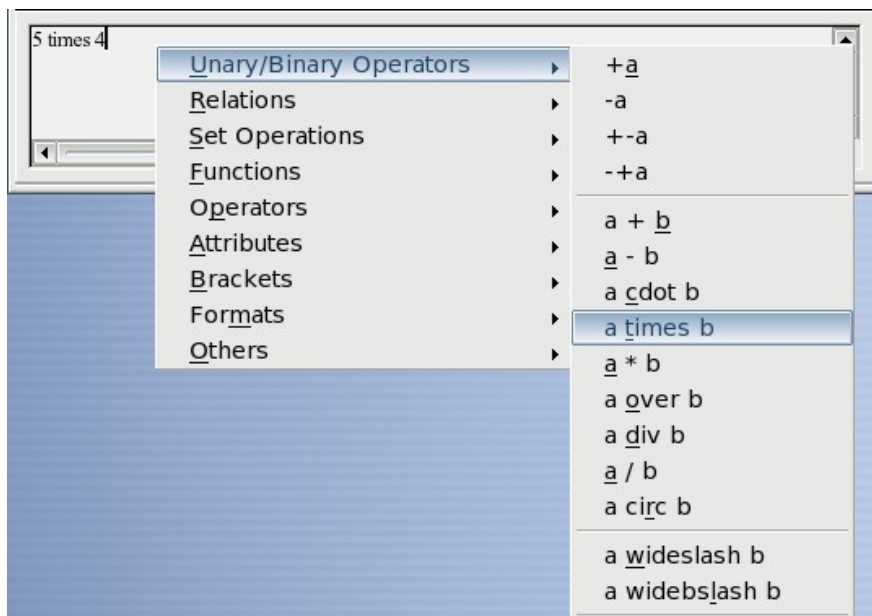 5 times 4
Unary/Binary Operators
Relations
Set Operations
Functions
Operators
Attributes
Brackets
Formats
Others
+a
-a
+-a
-+a
a + b
a - b
a cdot b
a times b
a * b
a over b
a div b
a / b
a circ b
a wideslash b
a widebslash b